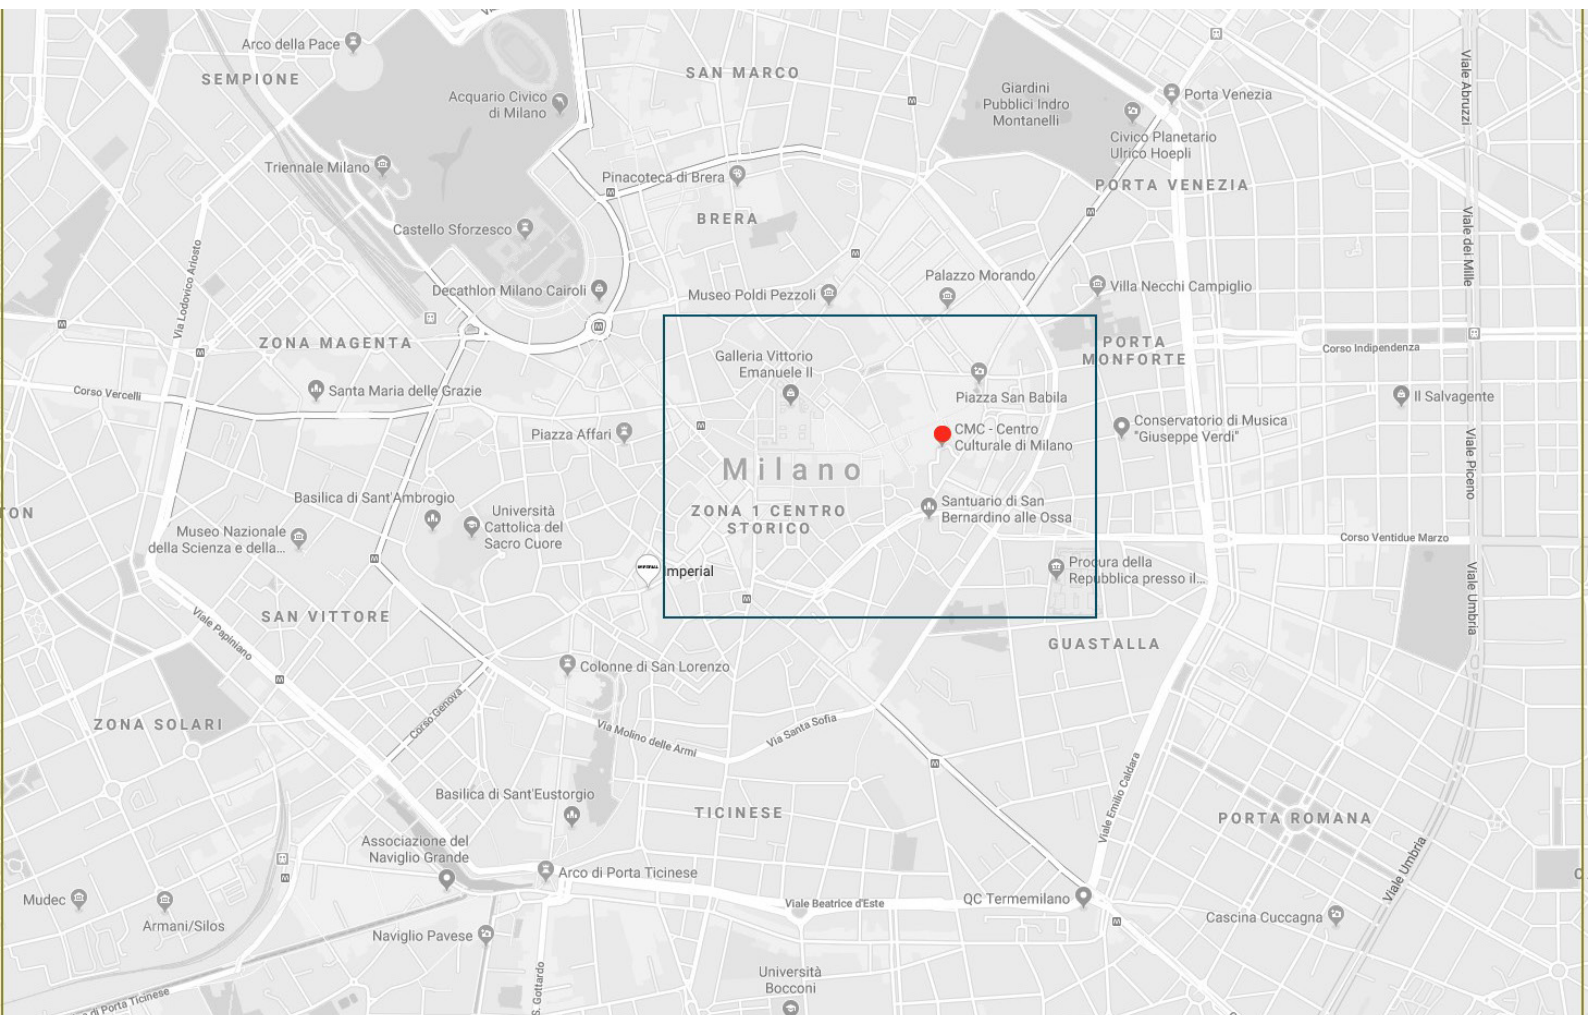 Arco della Pace
SEMPIONE
SAN MARCO
Acquario Civico
di Milano
Giardini
Pubblici Indro
Montanelli
Porta Venezia
Civico Planetario
Ulrico Hoepli
Viale Abruzzi
Triennale Milano
Pinacoteca di Brera
PORTA VENEZIA
BRERA
Castello Sforzesco
Viale dei Mille
Via Lodovico Ariosto
Decathlon Milano Cairoli
Museo Poldi Pezzoli
Palazzo Morando
Villa Necchi Campiglio
ZONA MAGENTA
PORTA
MONFORTE
Corso Indipendenza
Galleria Vittorio
Emanuele II
Corso Vercelli
Santa Maria delle Grazie
Piazza San Babila
Il Salvagente
Piazza Affari
CMC - Centro
Culturale di Milano
Conservatorio di Musica
"Giuseppe Verdi"
Viale Piceno
Milano
Basilica di Sant'Ambrogio
TON
Università
Cattolica del
Sacro Cuore
ZONA 1 CENTRO
STORICO
Santuario di San
Bernardino alle Ossa
Museo Nazionale
della Scienza e della...
Corso Ventidue Marzo
Imperial
Procura della
Repubblica presso il...
Viale Umbria
SAN VITTORE
Viale Papiniano
GUASTALLA
Colonne di San Lorenzo
ZONA SOLARI
Corso Genova
Via Molino delle Armi
Via Santa Sofia
Basilica di Sant'Eustorgio
TICINESE
Viale Emilio Caldara
PORTA ROMANA
Associazione del
Naviglio Grande
Arco di Porta Ticinese
Viale Umbria
Mudec
Armani/Silos
Viale Beatrice d'Este
QC Termemilano
Cascina Cuccagna
Naviglio Pavese
Università
Bocconi
S. Gottardo
di Porta Ticinese